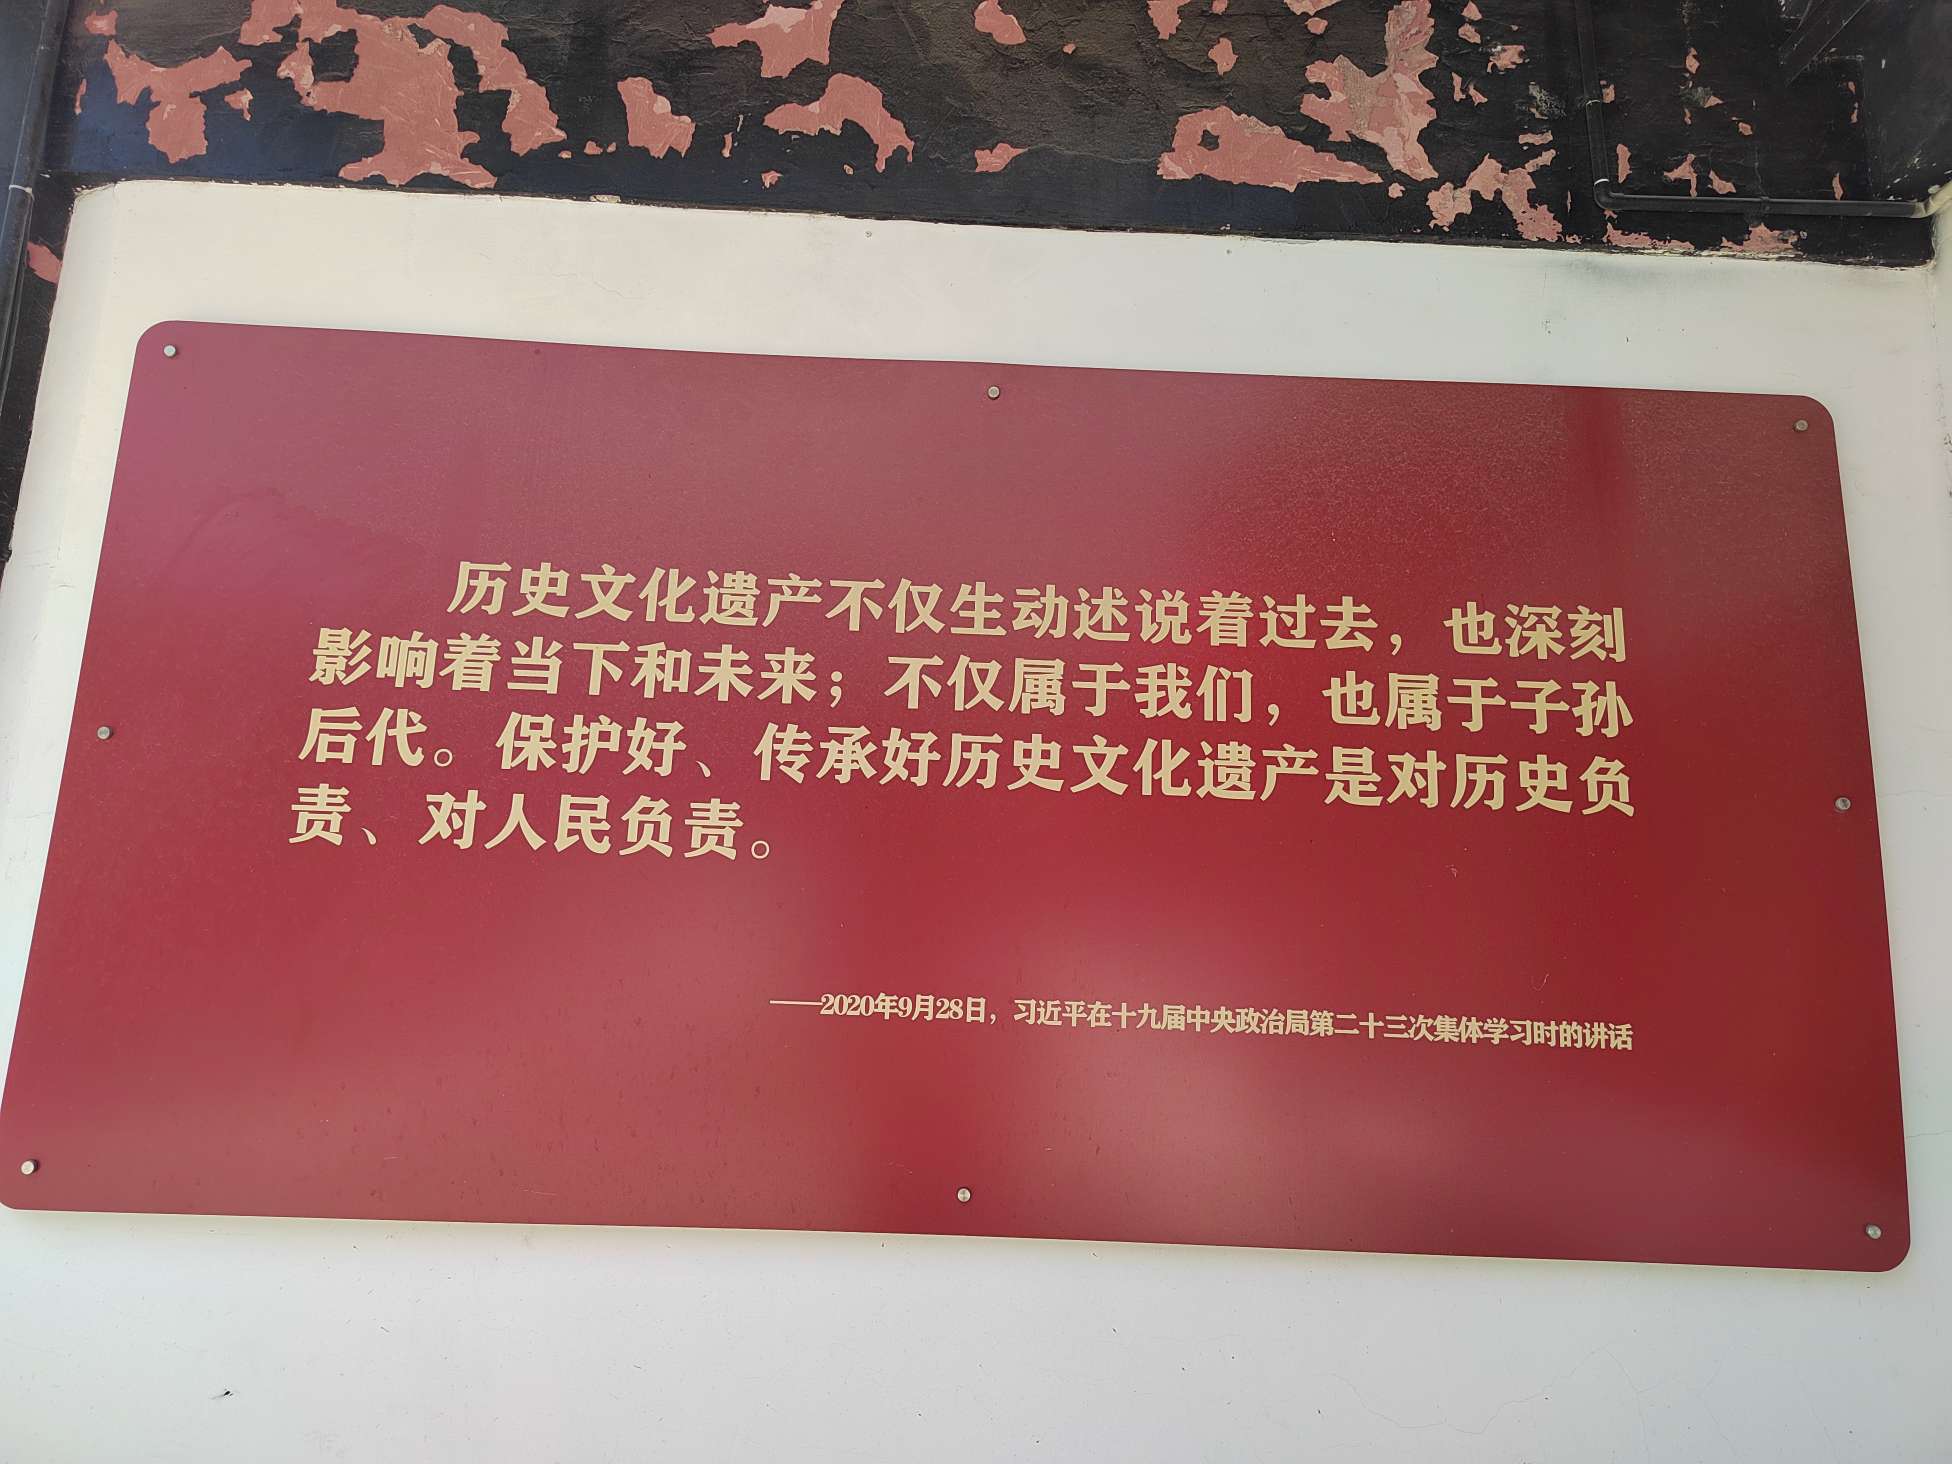 历史文化遗产不仅生动述说着过去，也深刻
影响着当下和未来；不仅属于我们，也属于子孙
后代。保护好、传承好历史文化遗产是对历史负
责、对人民负责。
——2020年9月28日，习近平在十九届中央政治局第二十三次集体学习时的讲话